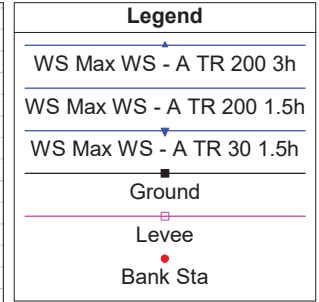 Legend
WS Max WS - A TR 200 3h
WS Max WS - A TR 200 1.5h
WS Max WS - A TR 30 1.5h
Ground
Levee
Bank Sta